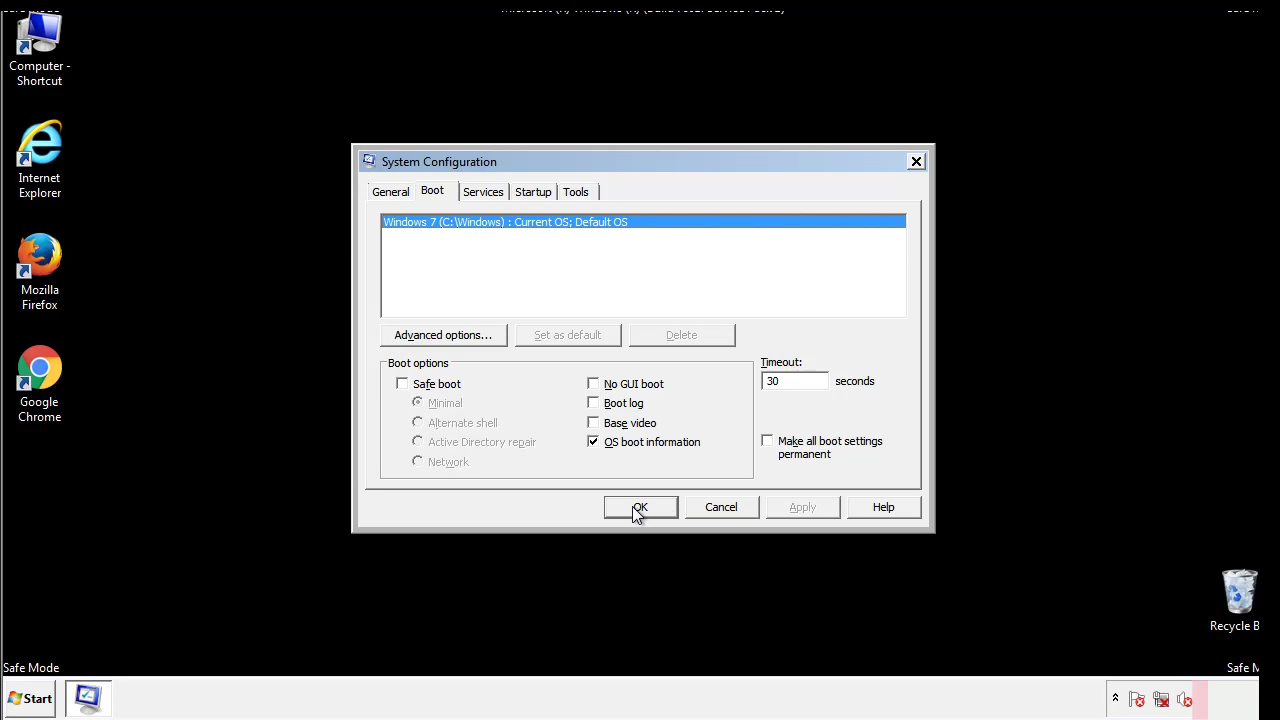 Computer -
Shortcut
Internet
Explorer
Mozilla
Firefox
Google
Chrome
System Configuration
General
Boot
Services
Startup
Tools
Windows 7 (C:\Windows) : Current OS; Default OS
Advanced options...
Set as default
Delete
Boot options
Safe boot
Minimal
Alternate shell
Active Directory repair
Network
No GUI boot
Boot log
Base video
OS boot information
Timeout:
30 seconds
Make all boot settings
permanent
OK
Cancel
Apply
Help
Recycle B
Safe Mode
Safe M
Start